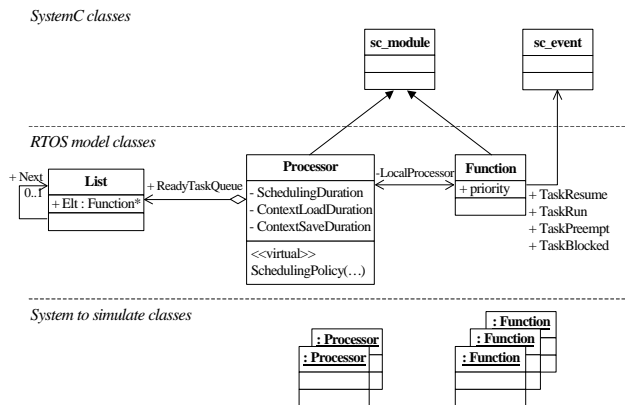 SystemC classes
sc_module
sc_event
RTOS model classes
+ Next
0..1
List
+ Elt : Function*
+ ReadyTaskQueue
Processor
- SchedulingDuration
- ContextLoadDuration
- ContextSaveDuration
<<virtual>>
SchedulingPolicy(…)
-LocalProcessor
Function
+ priority
+ TaskResume
+ TaskRun
+ TaskPreempt
+ TaskBlocked
System to simulate classes
: Processor
: Processor
: Function
: Function
: Function